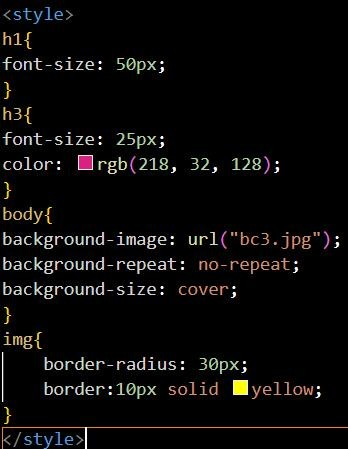 <style>
h1{
font-size: 50px;
}
h3{
font-size: 25px;
color: rgb(218, 32, 128);
}
body{
background-image: url("bc3.jpg");
background-repeat: no-repeat;
background-size: cover;
}
img{
    border-radius: 30px;
    border:10px solid yellow;
}
</style>